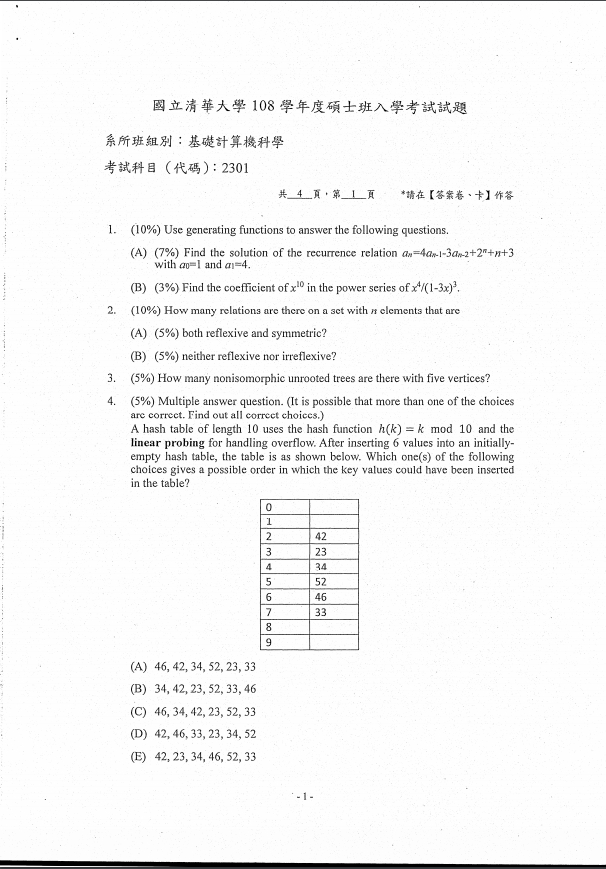 國立清華大學 108 學年度碩士班入學考試試題
系所班組別：基礎計算機科學
考試科目（代碼）：2301
共 4 頁，第 1 頁 *請在【答案卷、卡】作答
1. (10%) Use generating functions to answer the following questions.
(A) (7%) Find the solution of the recurrence relation aₙ=4aₙ₋₁-3aₙ₋₂+2ⁿ+n+3
with a₀=1 and a₁=4.
(B) (3%) Find the coefficient of x¹⁰ in the power series of x⁴/(1-3x)³.
2. (10%) How many relations are there on a set with n elements that are
(A) (5%) both reflexive and symmetric?
(B) (5%) neither reflexive nor irreflexive?
3. (5%) How many nonisomorphic unrooted trees are there with five vertices?
4. (5%) Multiple answer question. (It is possible that more than one of the choices
are correct. Find out all correct choices.)
A hash table of length 10 uses the hash function h(k) = k mod 10 and the
linear probing for handling overflow. After inserting 6 values into an initially-
empty hash table, the table is as shown below. Which one(s) of the following
choices gives a possible order in which the key values could have been inserted
in the table?
0
1
2 42
3 23
4 34
5 52
6 46
7 33
8
9
(A) 46, 42, 34, 52, 23, 33
(B) 34, 42, 23, 52, 33, 46
(C) 46, 34, 42, 23, 52, 33
(D) 42, 46, 33, 23, 34, 52
(E) 42, 23, 34, 46, 52, 33
- 1 -